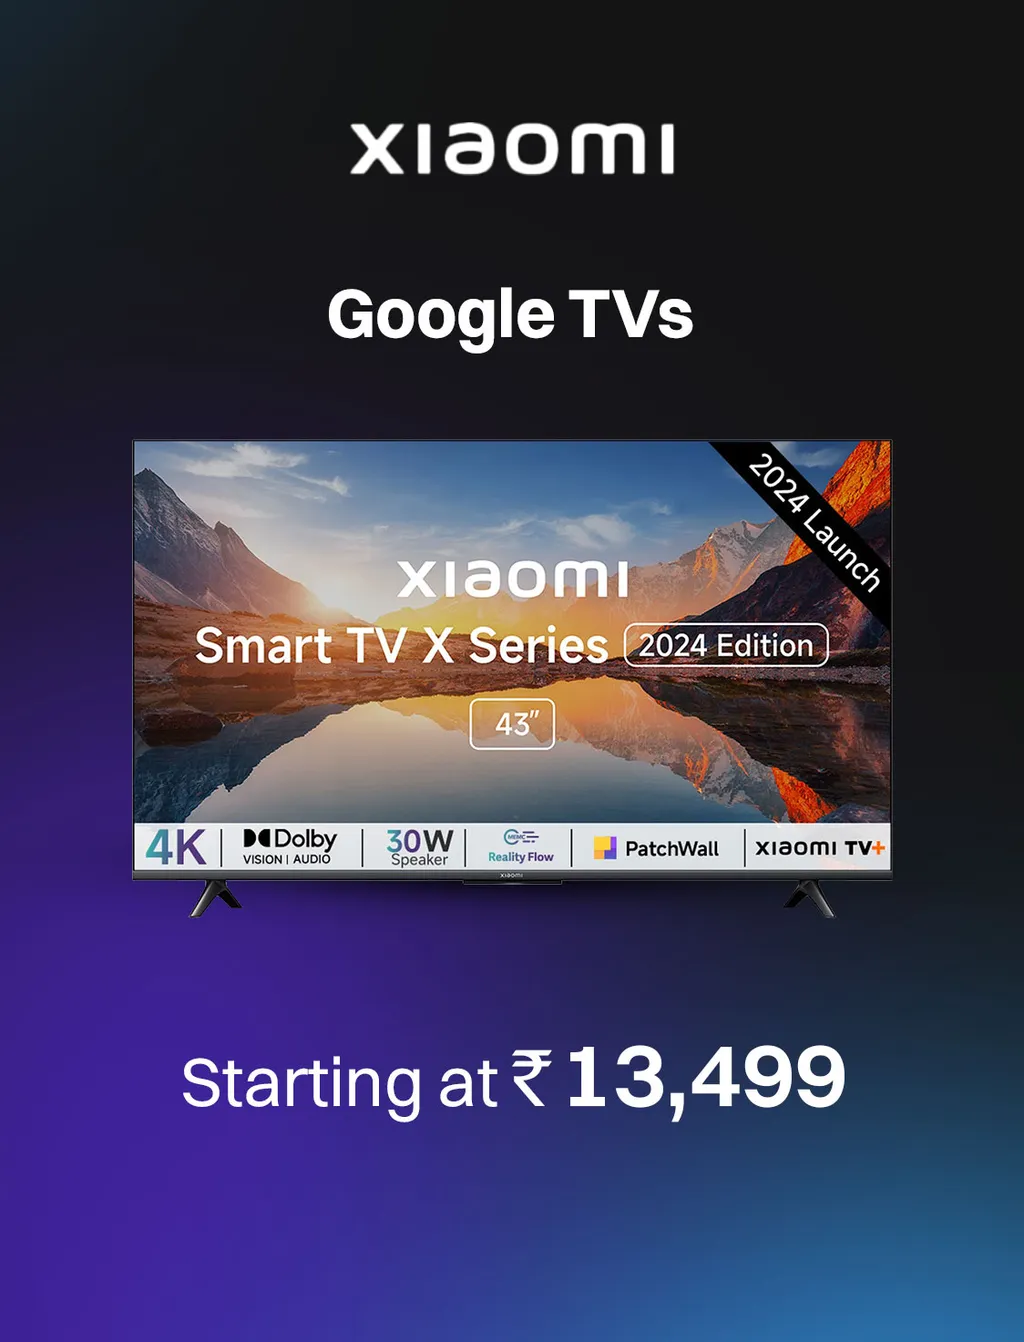 xiaomi
Google TVs
2024 Launch
xiaomi
Smart TV X Series 2024 Edition
43"
4K
Dolby
VISION | AUDIO
30W
Speaker
MEMC
Reality Flow
PatchWall
xiaomi TV+
xiaomi
Starting at ₹13,499